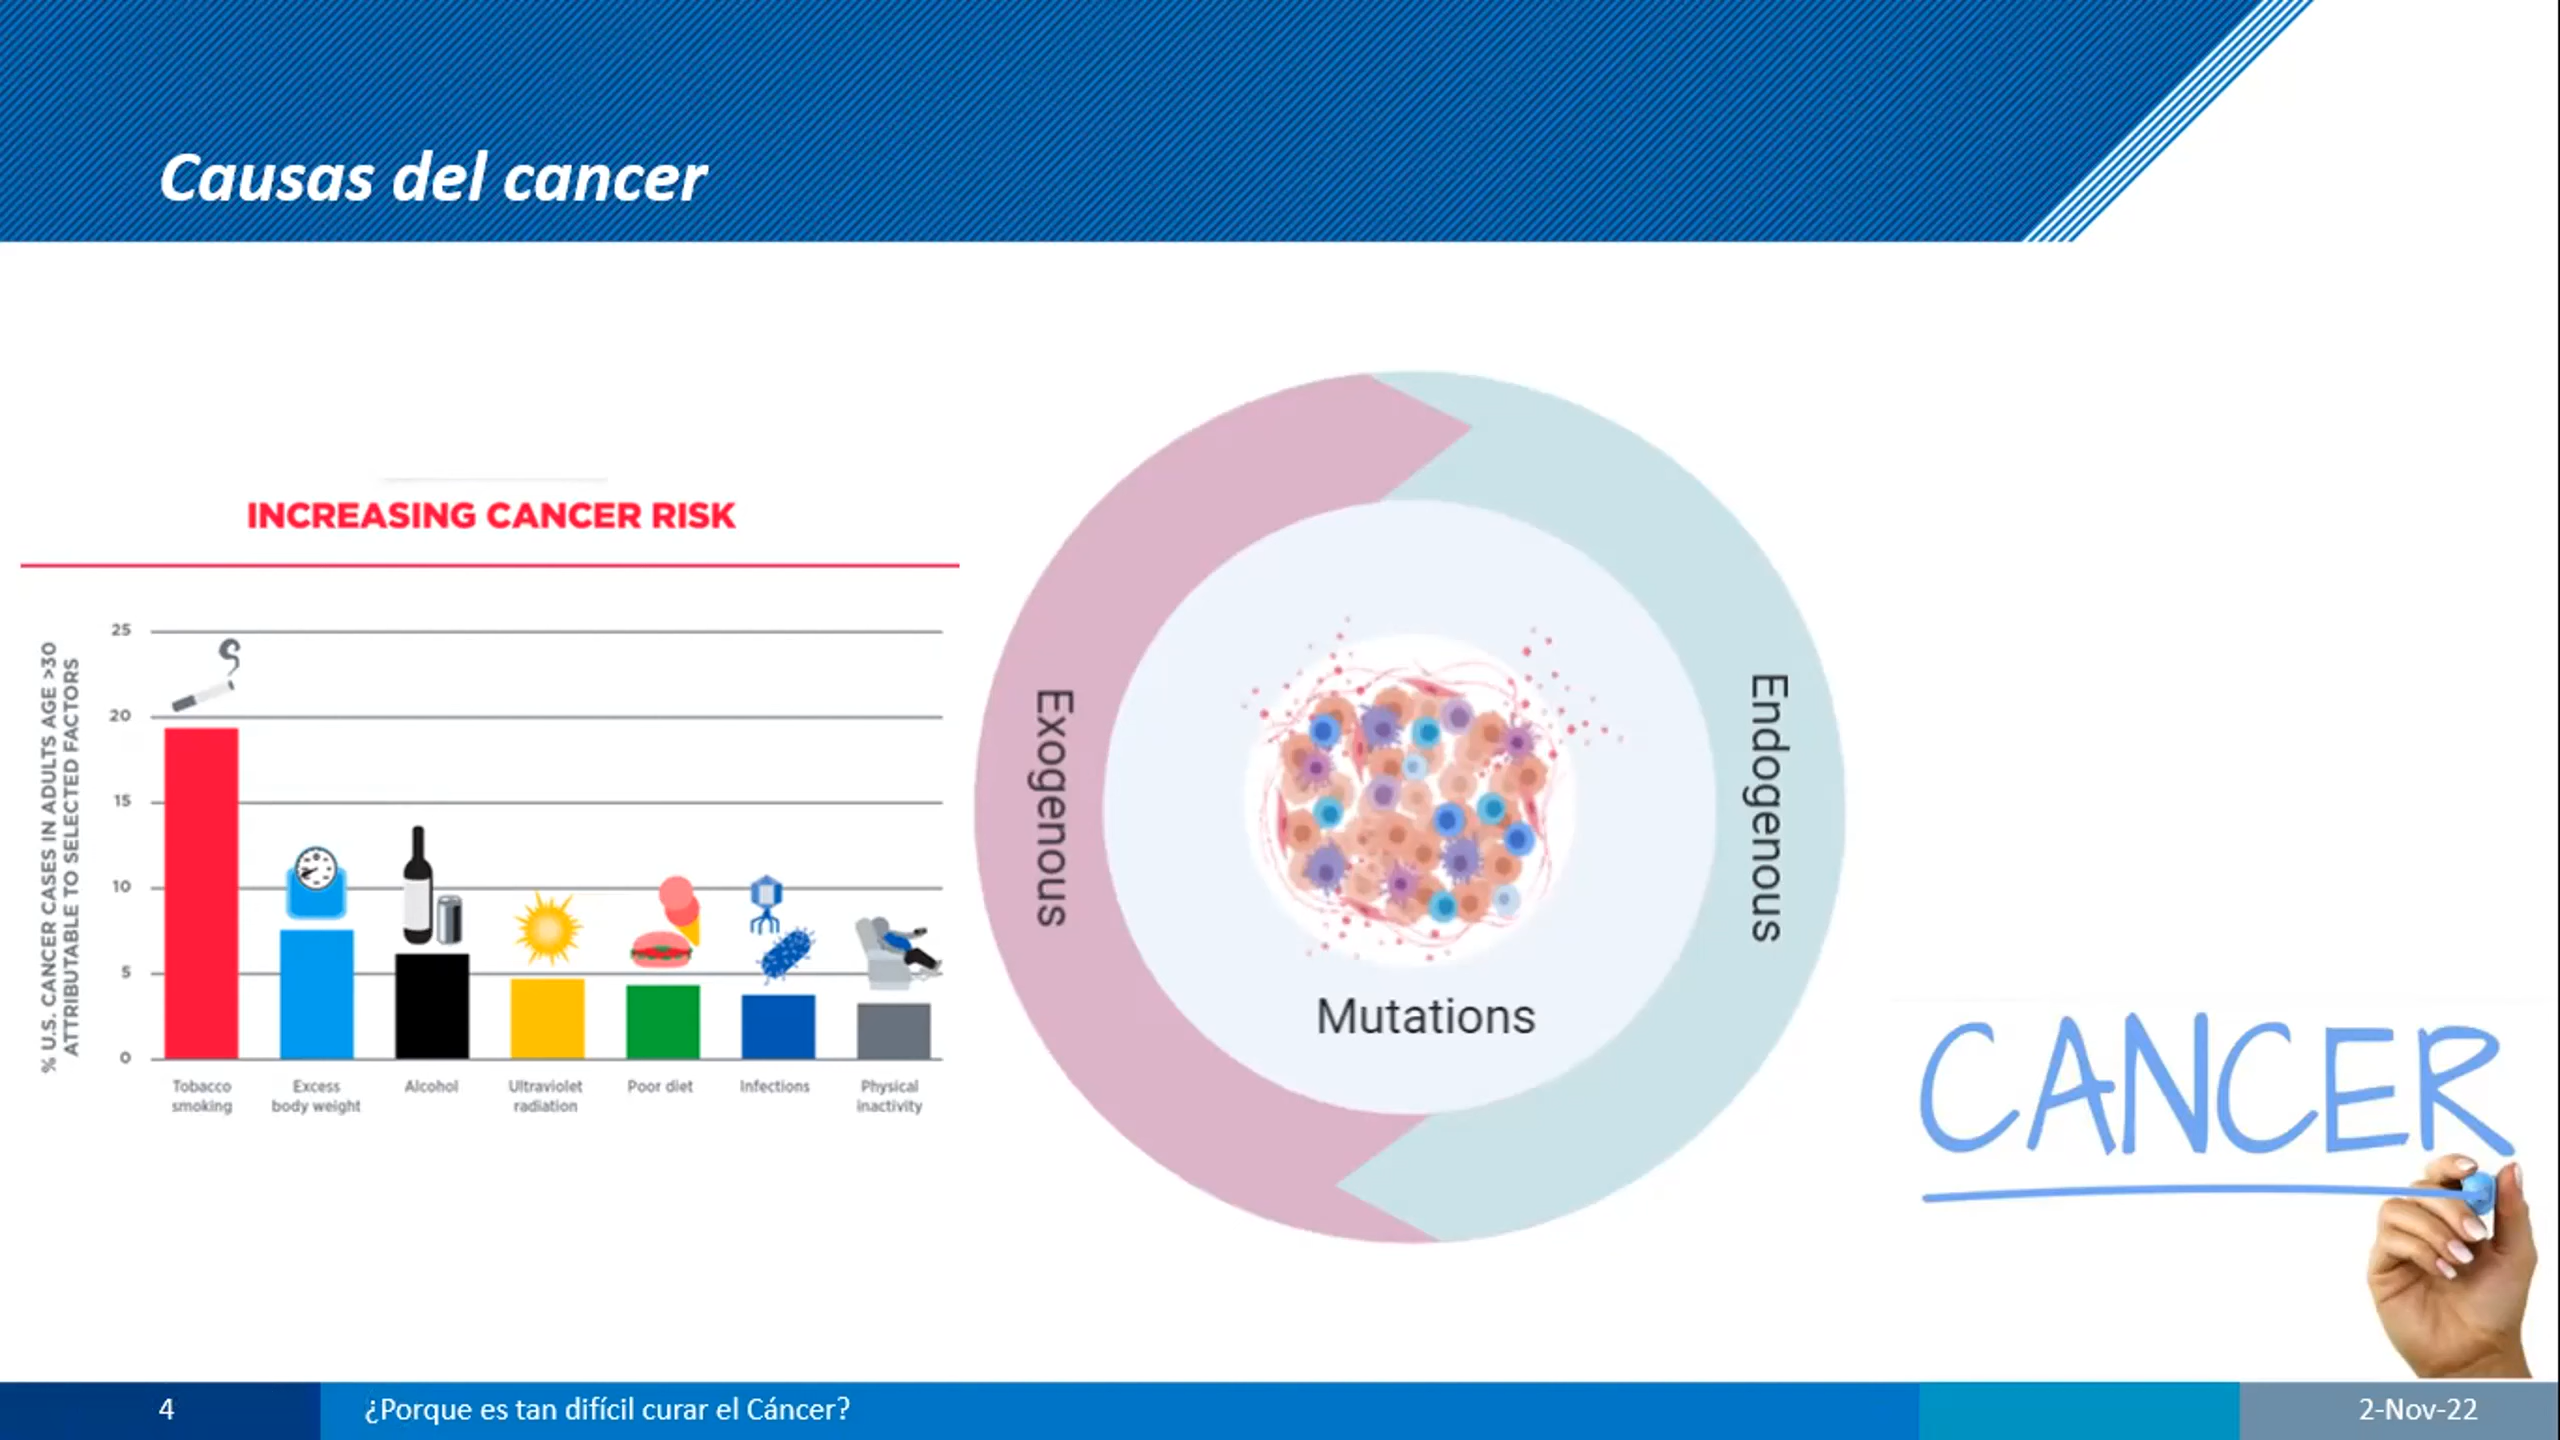 Causas del cancer
INCREASING CANCER RISK
% U.S. CANCER CASES IN ADULTS AGE >30
ATTRIBUTABLE TO SELECTED FACTORS
25
20
15
10
5
0
Tobacco
smoking
Excess
body weight
Alcohol
Ultraviolet
radiation
Poor diet
Infections
Physical
inactivity
Exogenous
Endogenous
Mutations
CANCER
4
¿Porque es tan difícil curar el Cáncer?
2-Nov-22